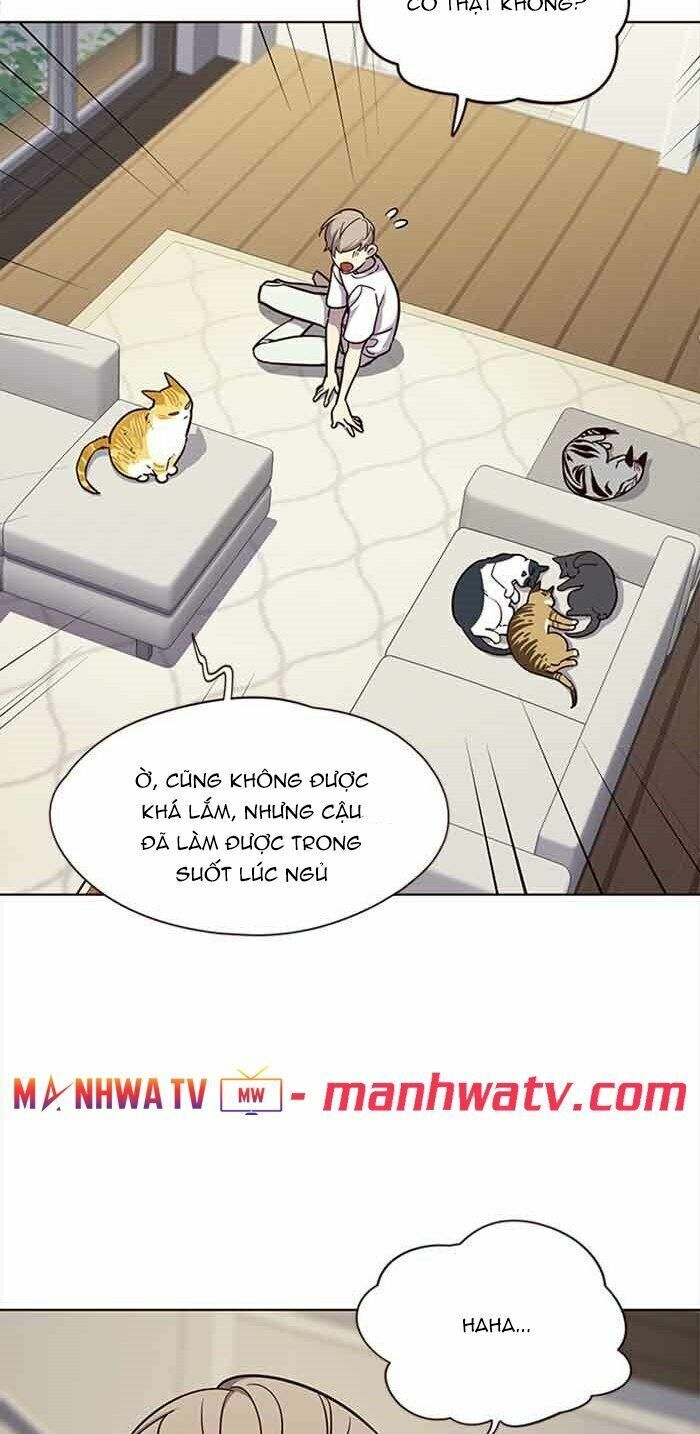 CÓ THẬT KHÔNG?
Ờ, CŨNG KHÔNG ĐƯỢC
KHÁ LẮM, NHƯNG CẬU
ĐÃ LÀM ĐƯỢC TRONG
SUỐT LÚC NGỦ
MANHWA TV MW - manhwatv.com
HAHA...